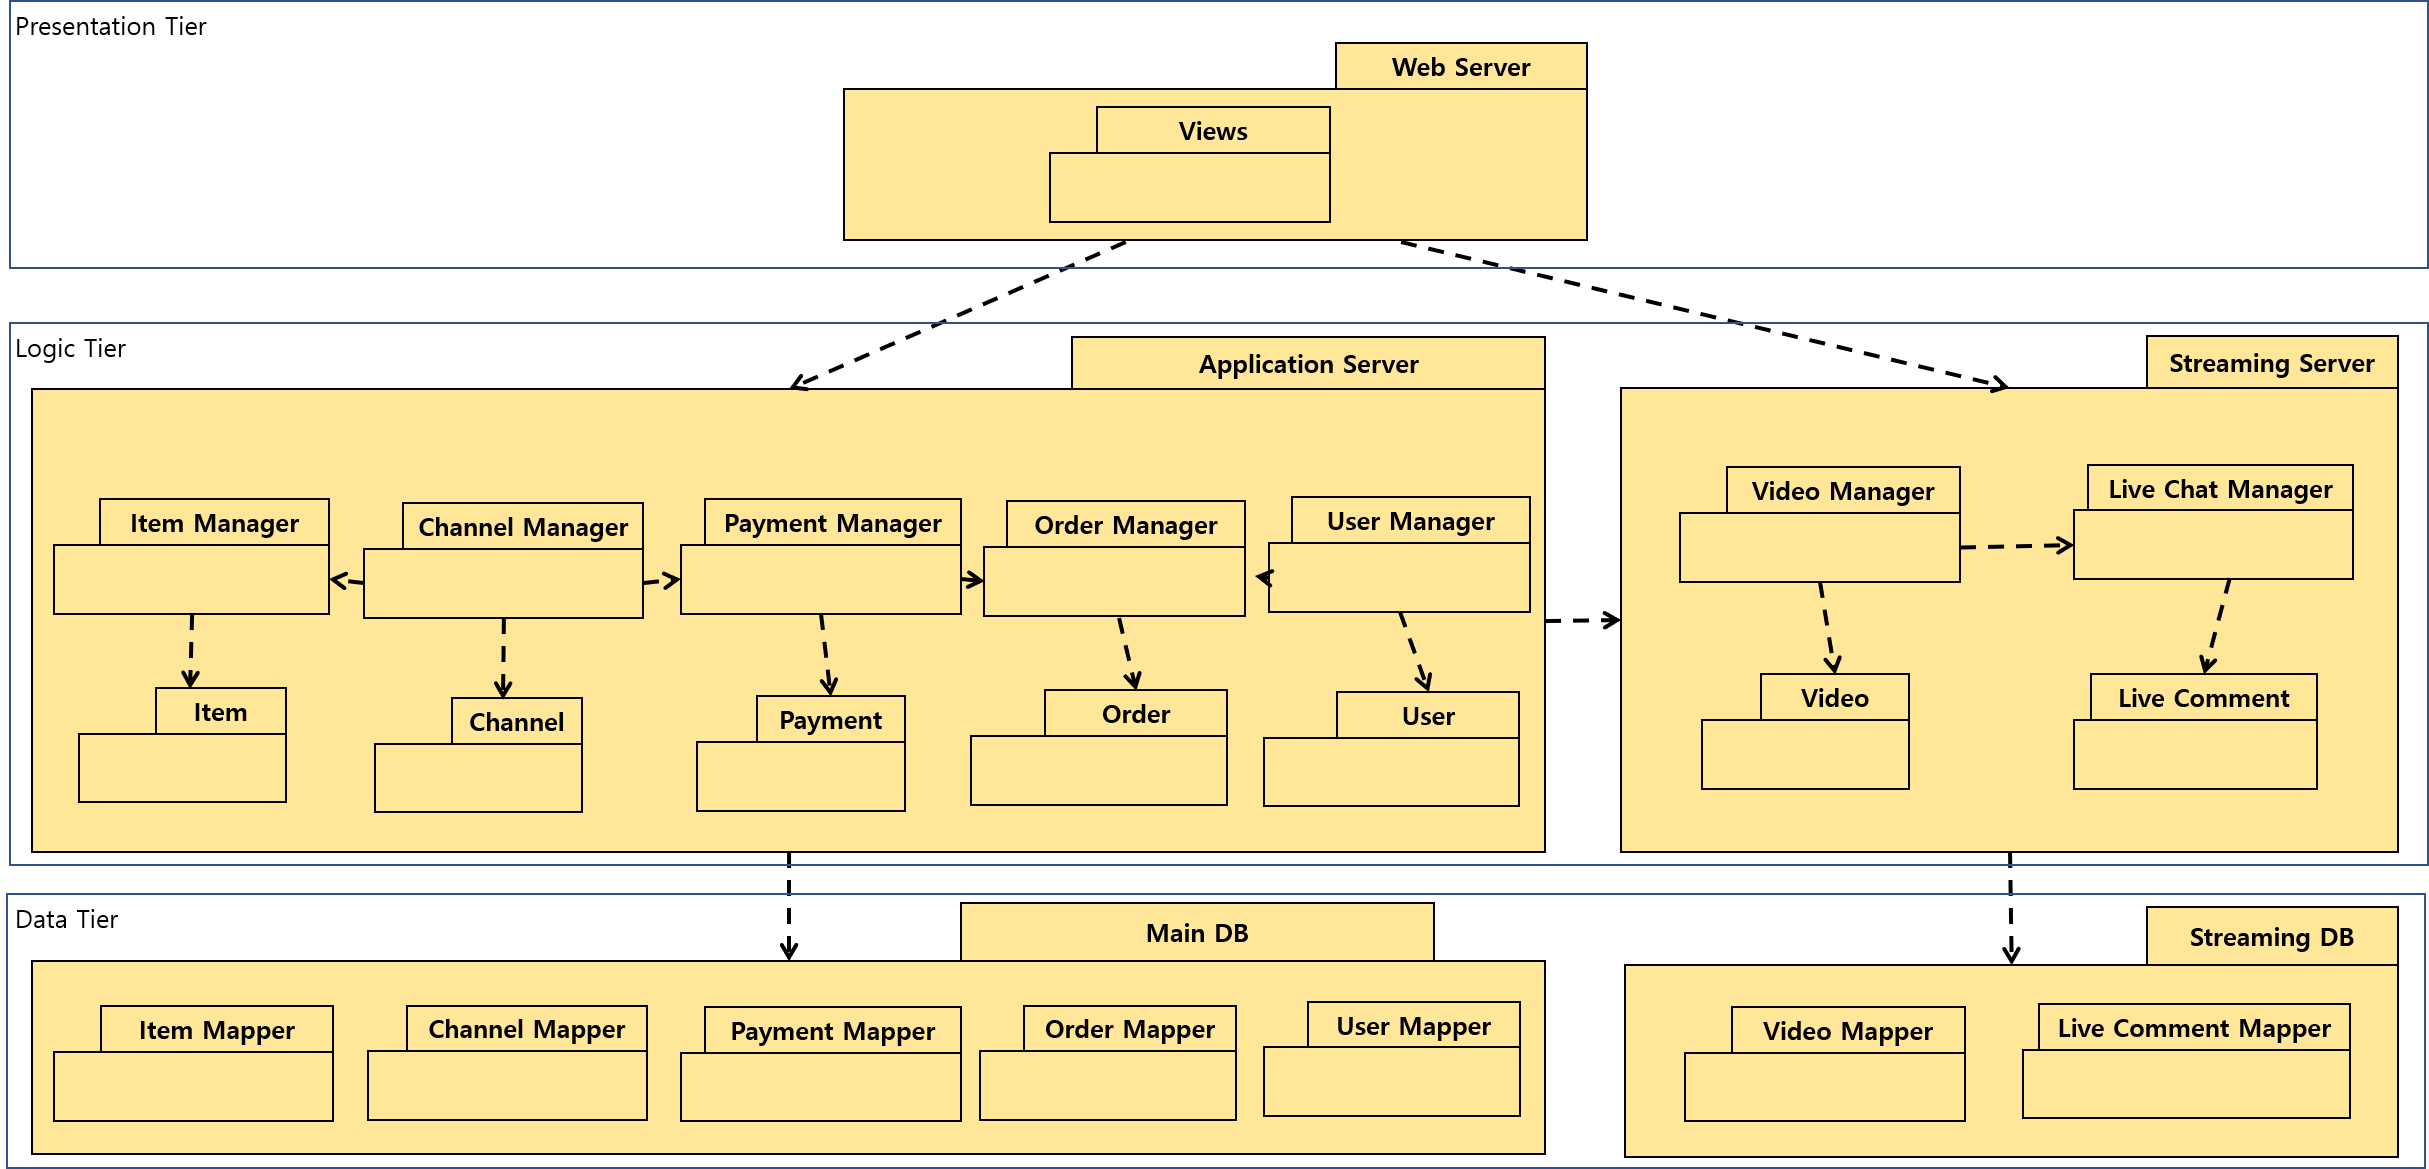 Presentation Tier
Web Server
Views
Logic Tier
Application Server
Streaming Server
Item Manager
Channel Manager
Payment Manager
Order Manager
User Manager
Video Manager
Live Chat Manager
Item
Channel
Payment
Order
User
Video
Live Comment
Data Tier
Main DB
Streaming DB
Item Mapper
Channel Mapper
Payment Mapper
Order Mapper
User Mapper
Video Mapper
Live Comment Mapper